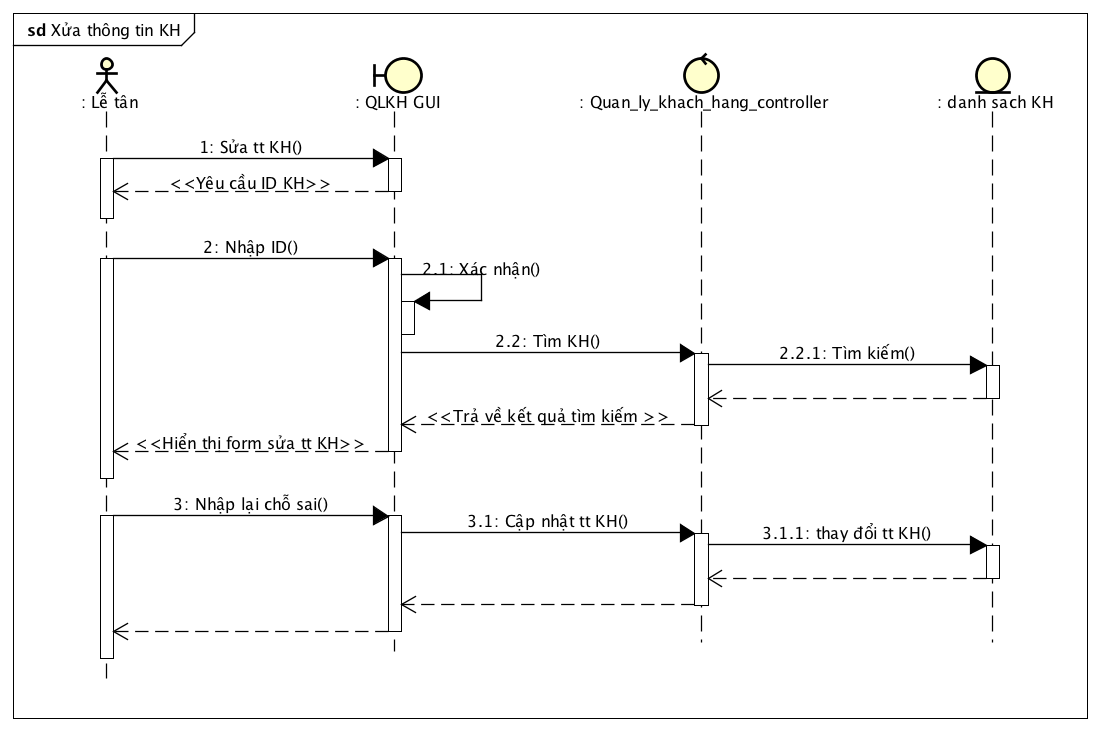 sd Xửa thông tin KH
: Lễ tân
: QLKH GUI
: Quan_ly_khach_hang_controller
: danh sach KH
1: Sửa tt KH()
<<Yêu cầu ID KH>>
2: Nhập ID()
2.1: Xác nhận()
2.2: Tìm KH()
2.2.1: Tìm kiếm()
<<Trả về kết quả tìm kiếm >>
<<Hiển thị form sửa tt KH>>
3: Nhập lại chỗ sai()
3.1: Cập nhật tt KH()
3.1.1: thay đổi tt KH()